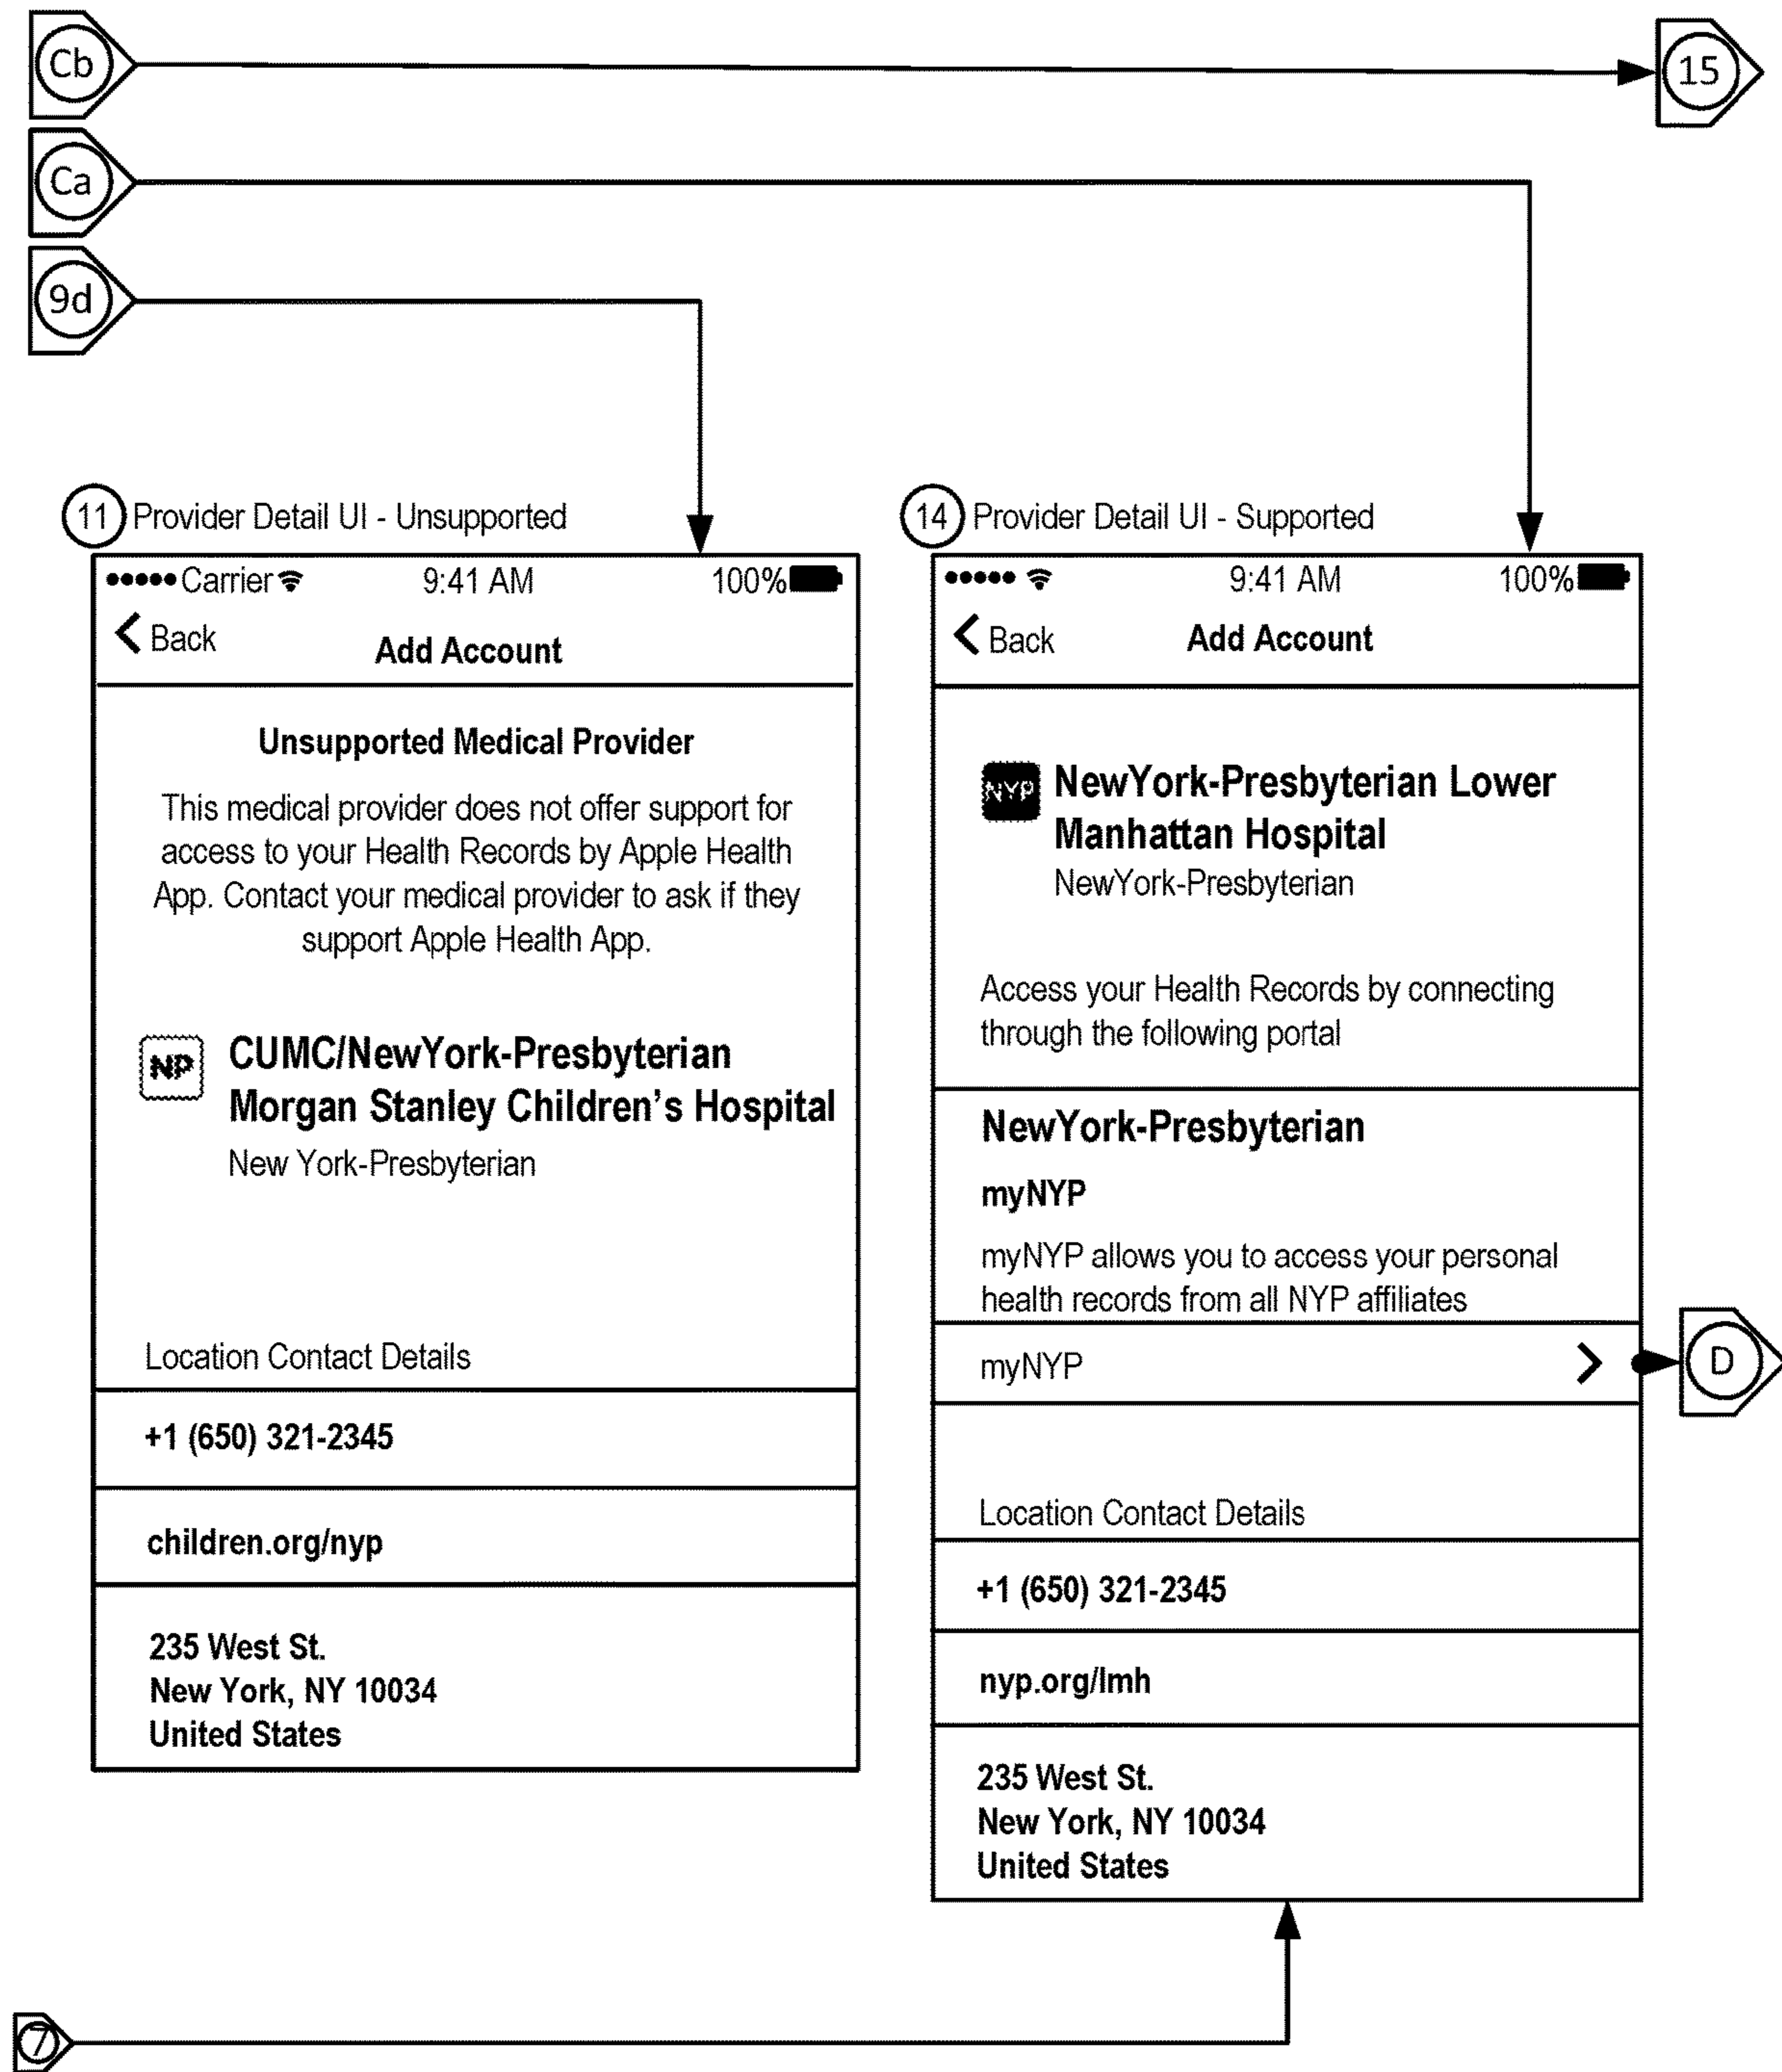 Cb
15
Ca
9d
11 Provider Detail UI - Unsupported
Carrier 9:41 AM 100%
Back
Add Account
Unsupported Medical Provider
This medical provider does not offer support for
access to your Health Records by Apple Health
App. Contact your medical provider to ask if they
support Apple Health App.
NP
CUMC/NewYork-Presbyterian
Morgan Stanley Children's Hospital
New York-Presbyterian
Location Contact Details
+1 (650) 321-2345
children.org/nyp
235 West St.
New York, NY 10034
United States
14 Provider Detail UI - Supported
9:41 AM 100%
Back
Add Account
NYP
NewYork-Presbyterian Lower
Manhattan Hospital
NewYork-Presbyterian
Access your Health Records by connecting
through the following portal
NewYork-Presbyterian
myNYP
myNYP allows you to access your personal
health records from all NYP affiliates
myNYP
D
Location Contact Details
+1 (650) 321-2345
nyp.org/lmh
235 West St.
New York, NY 10034
United States
7